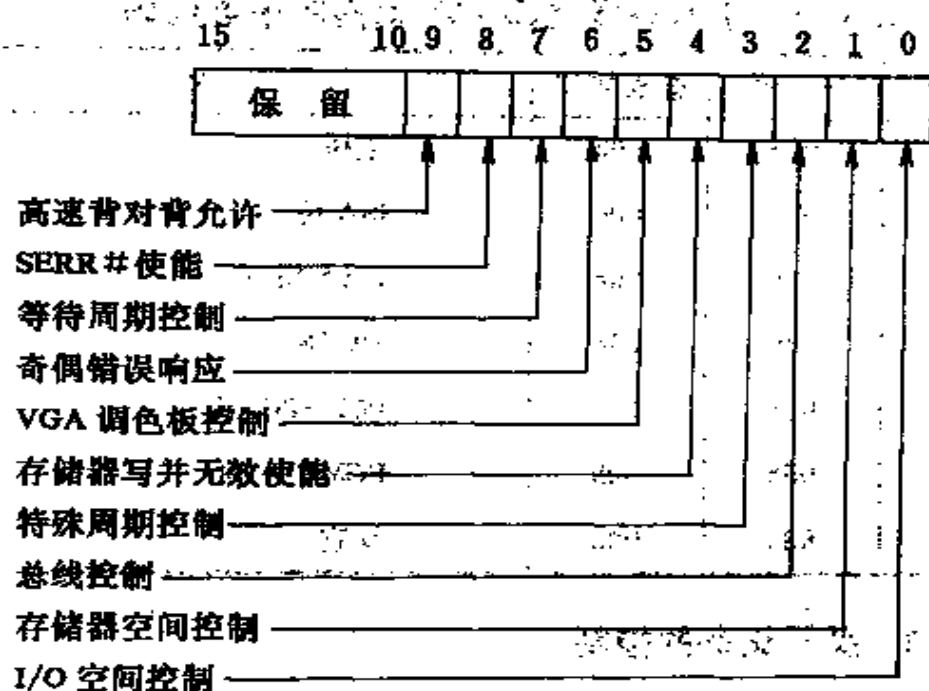 15 10 9 8 7 6 5 4 3 2 1 0
保 留
高速背对背允许
SERR#使能
等待周期控制
奇偶错误响应
VGA 调色板控制
存储器写并无效使能
特殊周期控制
总线控制
存储器空间控制
I/O 空间控制